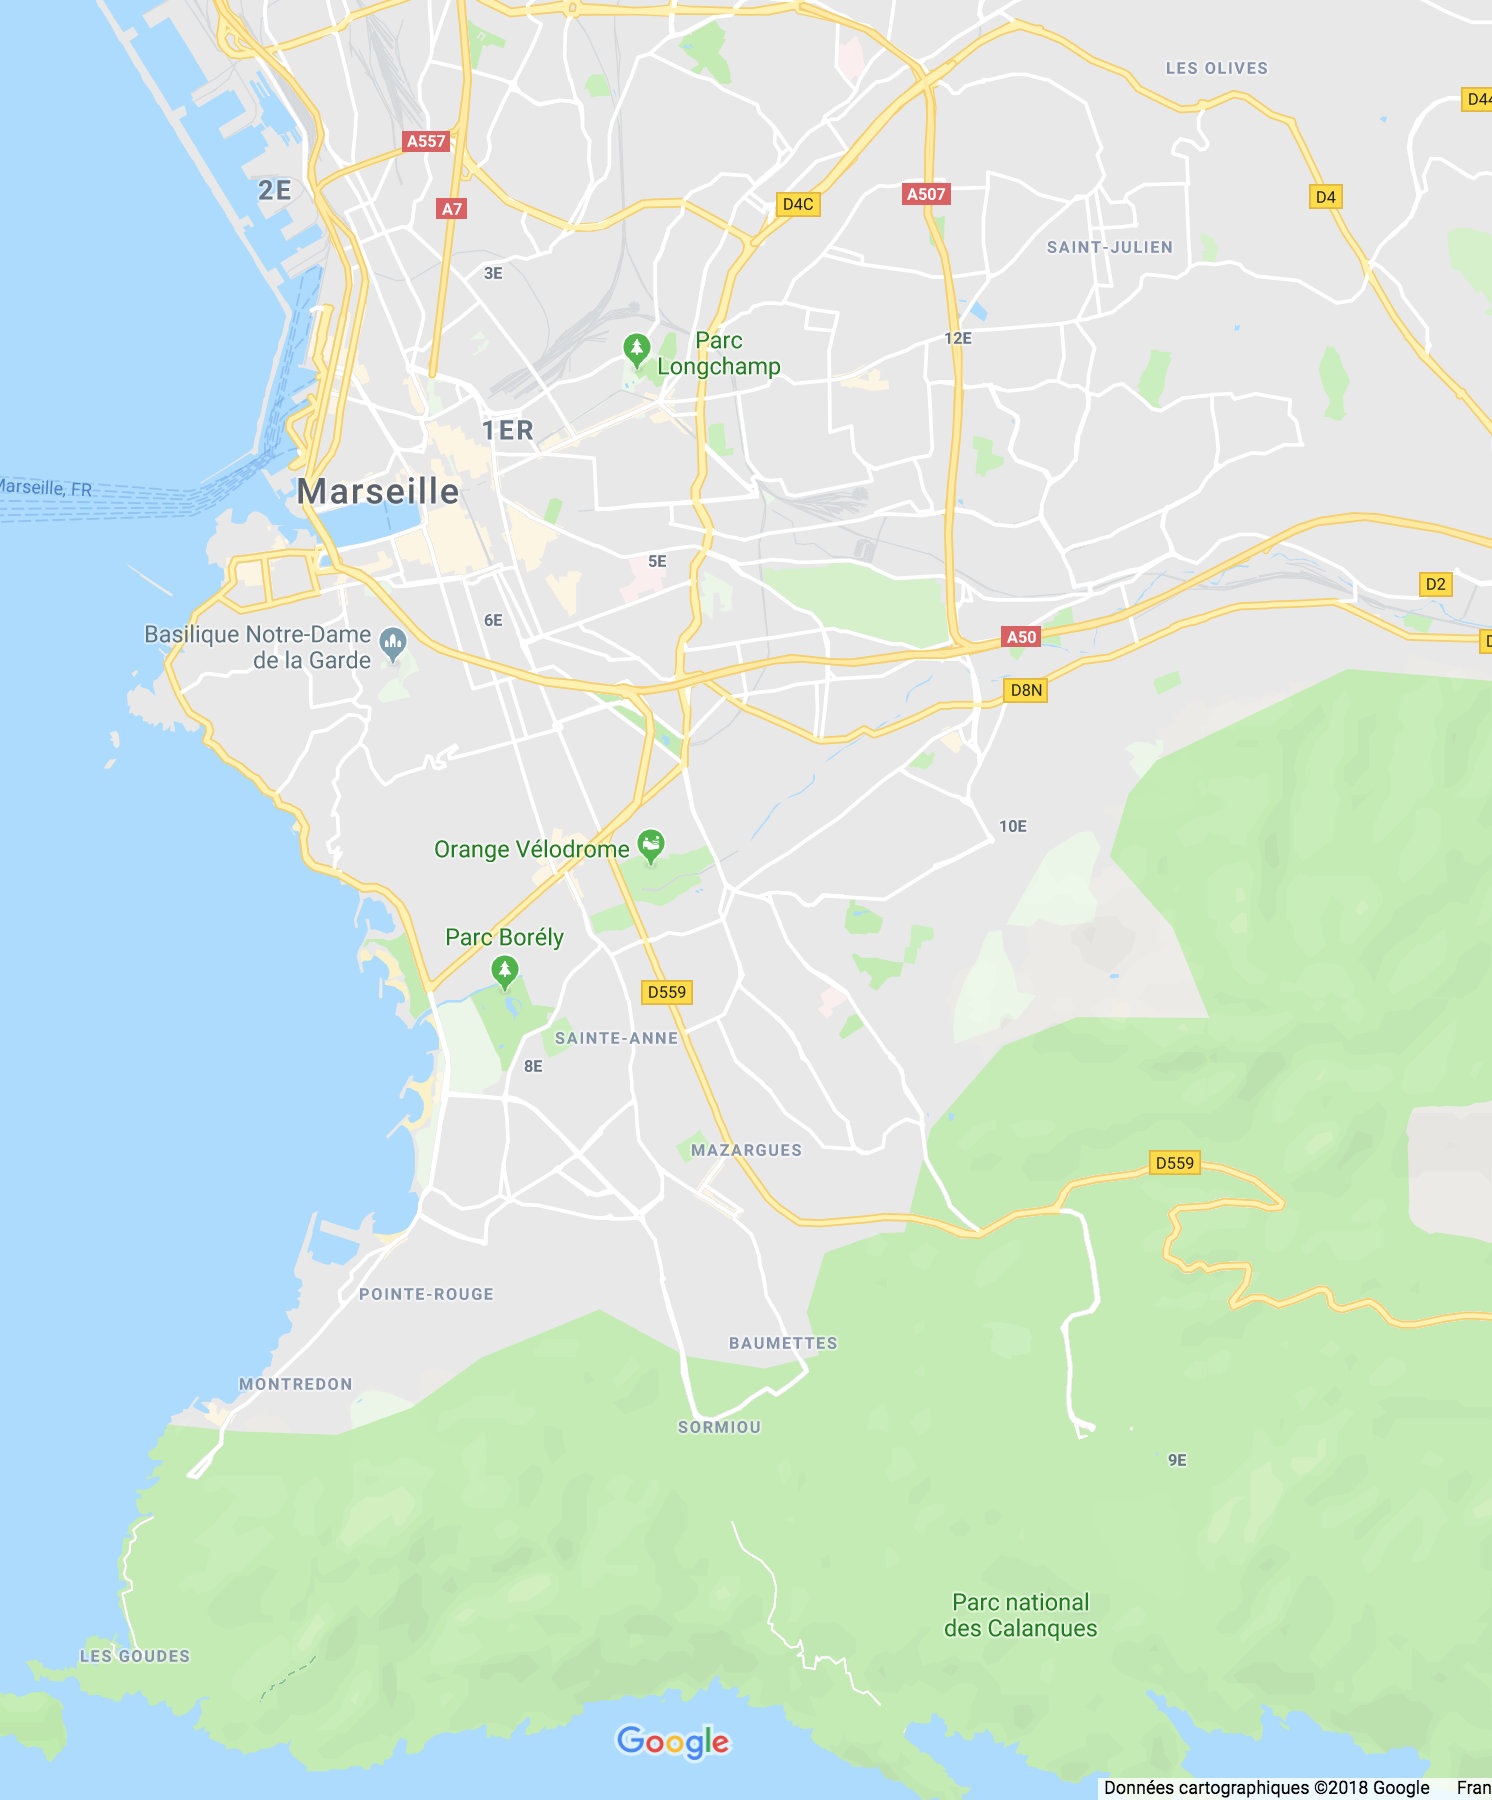 LES OLIVES
D44
A557
2E
A7
D4C
A507
D4
SAINT-JULIEN
3E
12E
Parc
Longchamp
1ER
Marseille
Marseille, FR
5E
D2
6E
Basilique Notre-Dame
de la Garde
A50
D
D8N
10E
Orange Vélodrome
Parc Borély
D559
SAINTE-ANNE
8E
MAZARGUES
D559
POINTE-ROUGE
BAUMETTES
MONTREDON
SORMIOU
9E
Parc national
des Calanques
LES GOUDES
Google
Données cartographiques ©2018 Google Fran